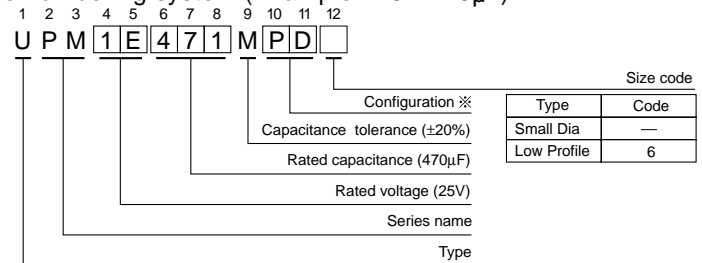 1 2 3 4 5 6 7 8 9 10 11 12
U P M 1 E 4 7 1 M P D
Size code
Configuration ※
Capacitance tolerance (±20%)
Rated capacitance (470μF)
Rated voltage (25V)
Series name
Type
Type Code
Small Dia —
Low Profile 6